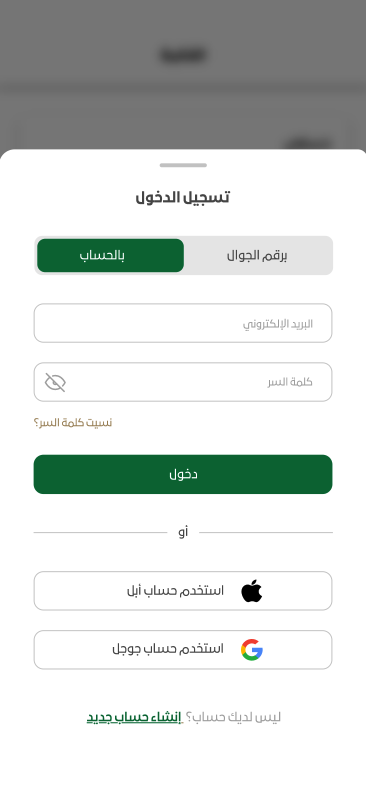 تسجيل الدخول
برقم الجوال
بالحساب
البريد الإلكتروني
كلمة السر
نسيت كلمة السر؟
دخول
أو
استخدم حساب أبل
استخدم حساب جوجل
ليس لديك حساب؟ إنشاء حساب جديد